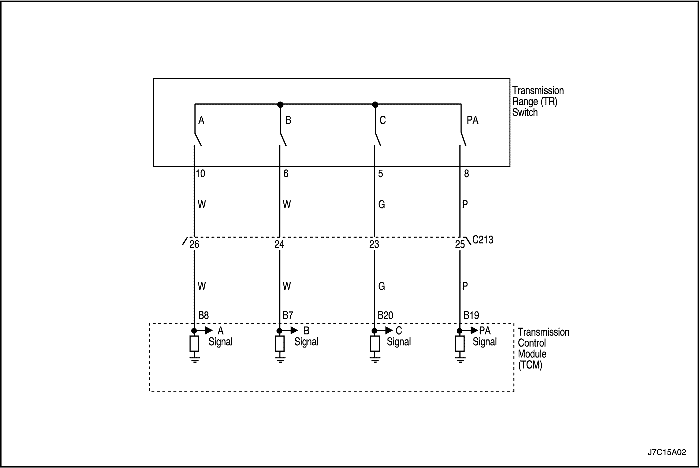 Transmission
Range (TR)
Switch
A B C PA
10 6 5 8
W W G P
26 24 23 25 C213
W W G P
B8 B7 B20 B19
A B C PA
Signal Signal Signal Signal
Transmission
Control
Module
(TCM)
J7C15A02